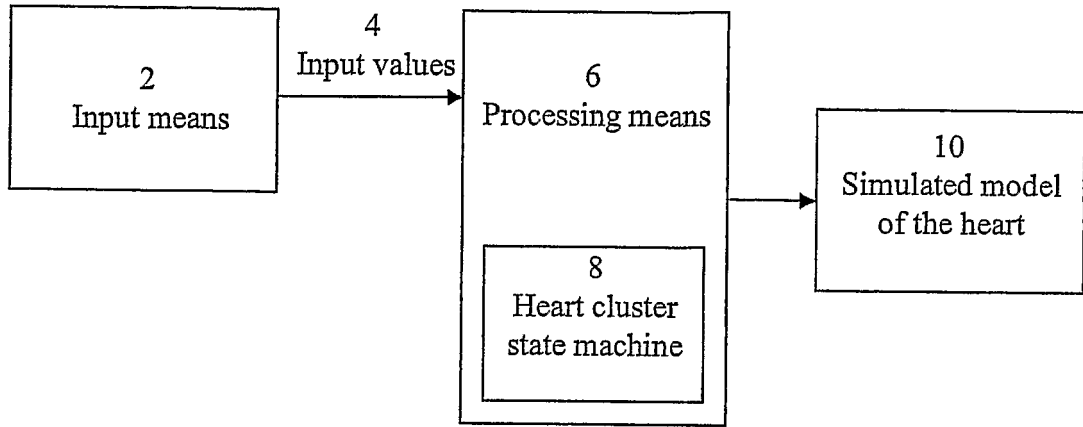 2
Input means
4
Input values
6
Processing means
8
Heart cluster
state machine
10
Simulated model
of the heart